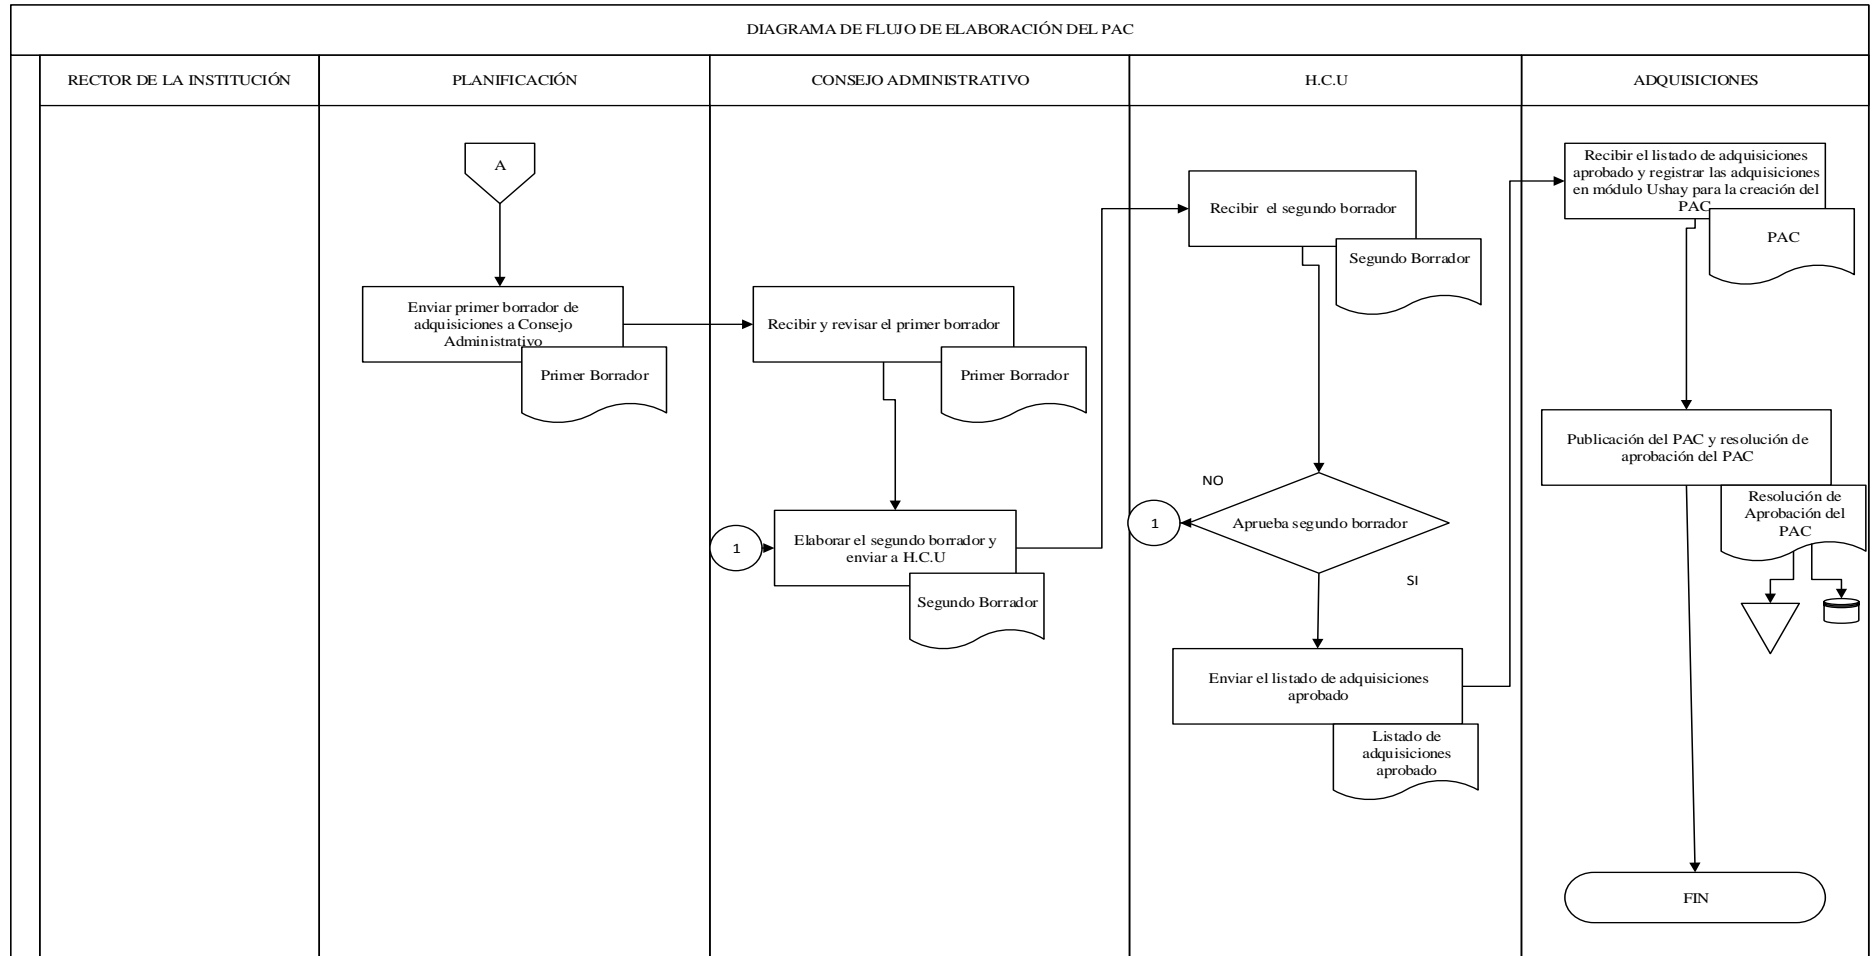 DIAGRAMA DE FLUJO DE ELABORACIÓN DEL PAC
RECTOR DE LA INSTITUCIÓN
PLANIFICACIÓN
CONSEJO ADMINISTRATIVO
H.C.U
ADQUISICIONES
A
Enviar primer borrador de
adquisiciones a Consejo
Administrativo
Primer Borrador
Recibir y revisar el primer borrador
Primer Borrador
1
Elaborar el segundo borrador y
enviar a H.C.U
Segundo Borrador
Recibir el segundo borrador
Segundo Borrador
NO
1
Aprueba segundo borrador
SI
Enviar el listado de adquisiciones
aprobado
Listado de
adquisiciones
aprobado
Recibir el listado de adquisiciones
aprobado y registrar las adquisiciones
en módulo Ushay para la creación del
PAC
PAC
Publicación del PAC y resolución de
aprobación del PAC
Resolución de
Aprobación del
PAC
FIN